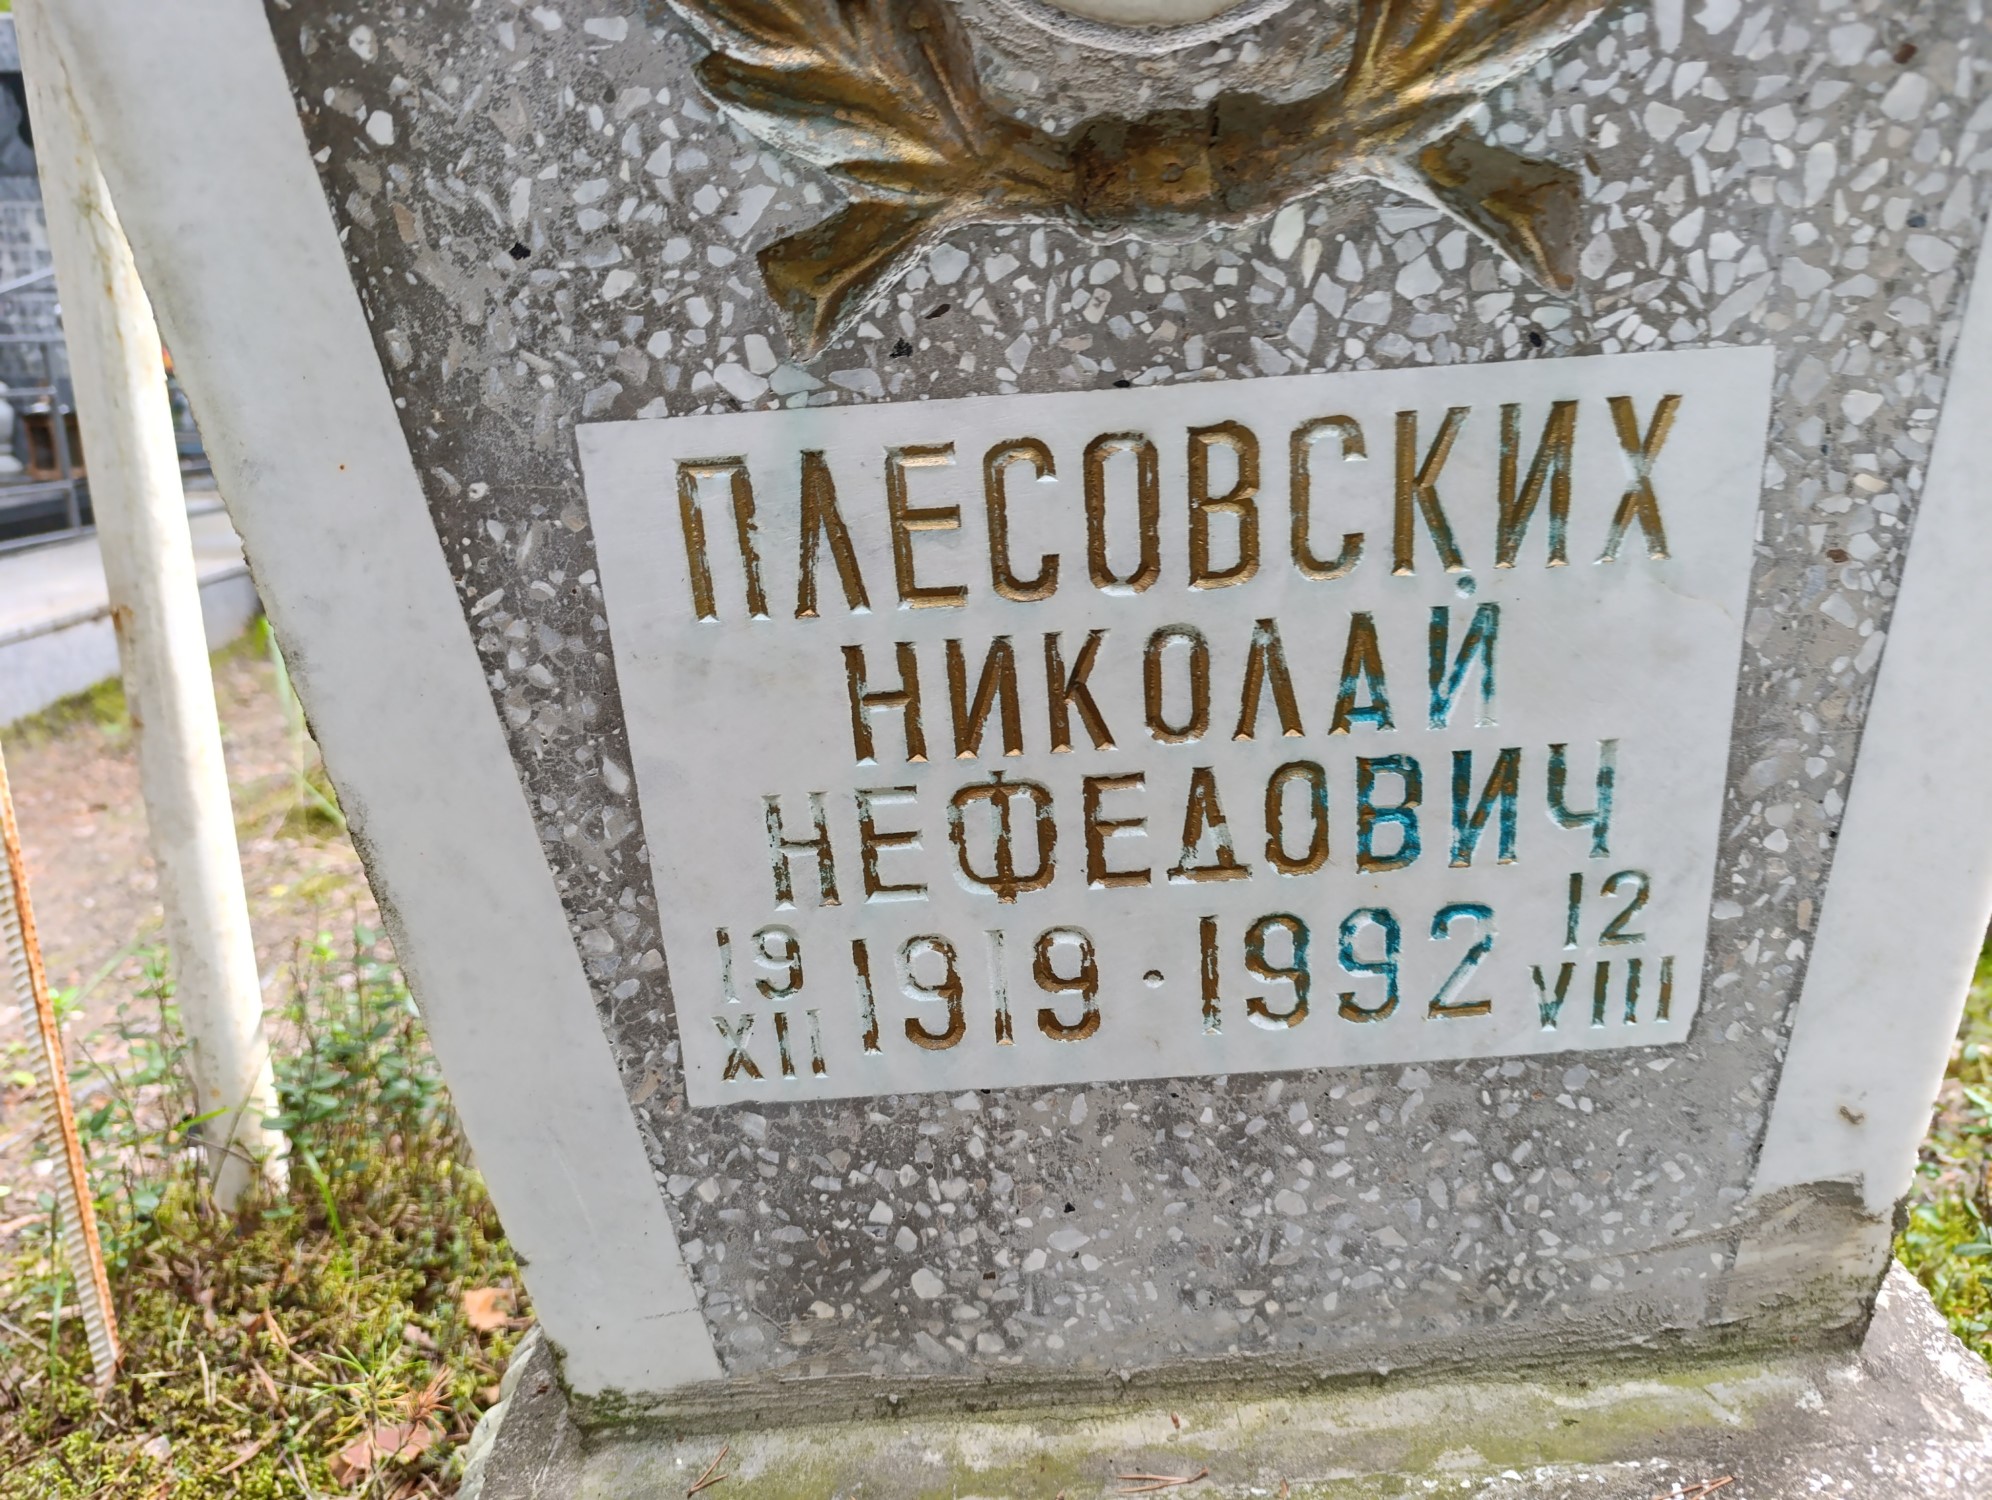 ПЛЕСОВСКИХ
НИКОЛАЙ
НЕФЕДОВИЧ
19 XII 1919 · 1992 12 VIII